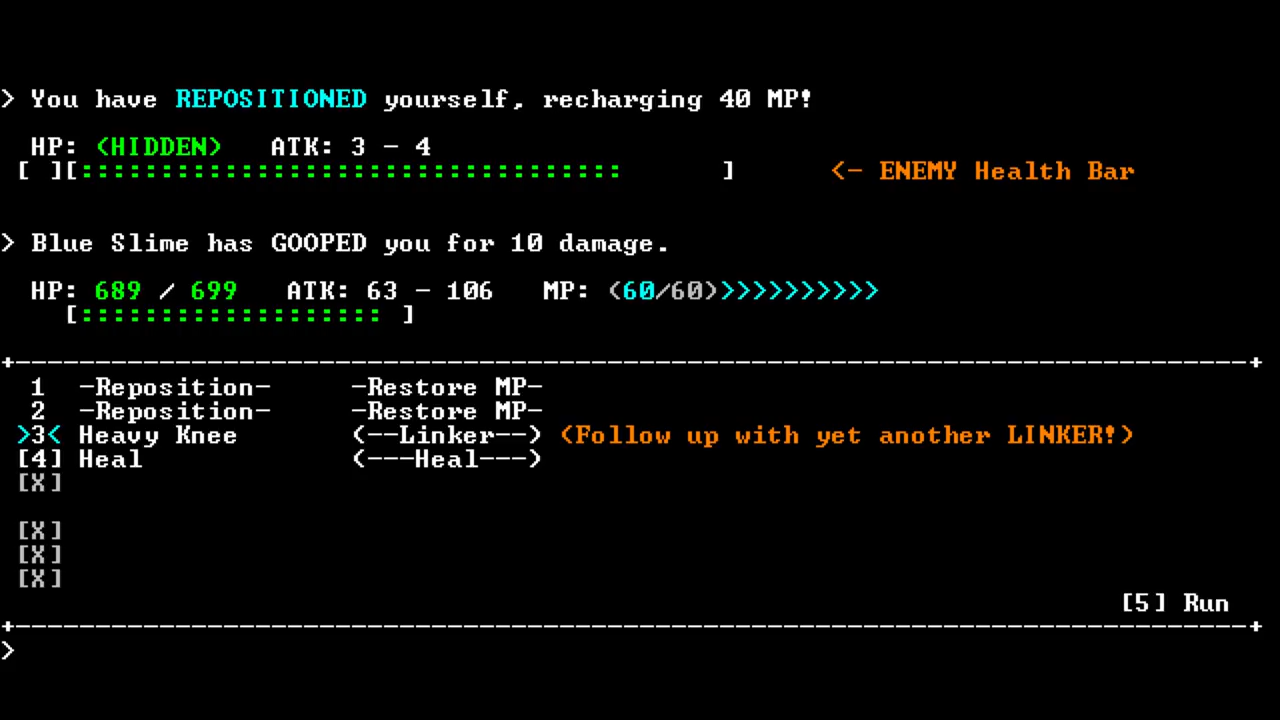 > You have REPOSITIONED yourself, recharging 40 MP!
HP: (HIDDEN) ATK: 3 - 4
[ ][::::::::::::::::::::::::::::::::::       ] <- ENEMY Health Bar
> Blue Slime has GOOPED you for 10 damage.
HP: 689 / 699 ATK: 63 - 106 MP: (60/60)>>>>>>>>>>
[::::::::::::::::::: ]
+------------------------------------------------------------------------------+
1 -Reposition- -Restore MP-
2 -Reposition- -Restore MP-
>3< Heavy Knee (--Linker--) (Follow up with yet another LINKER!)
[4] Heal (---Heal---)
[X]
[X]
[X]
[X]
[5] Run
+------------------------------------------------------------------------------+
>